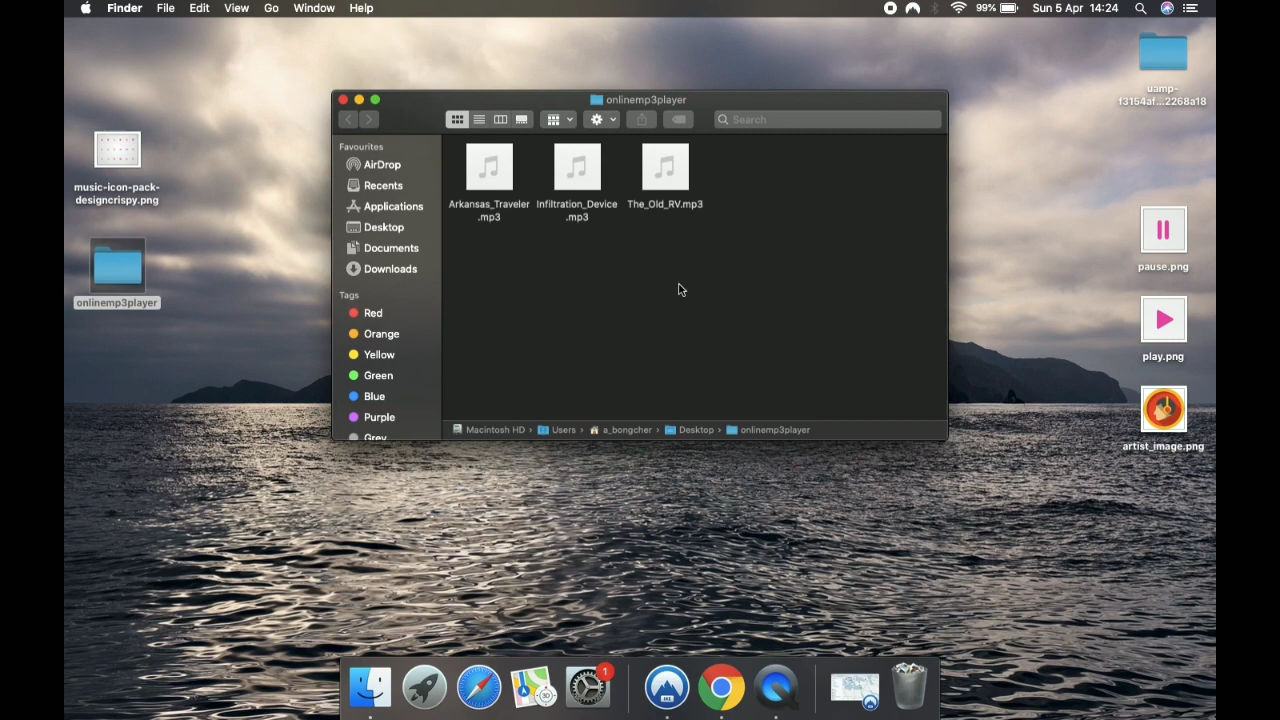 Finder File Edit View Go Window Help
99% Sun 5 Apr 14:24
onlinemp3player
Search
Favourites
AirDrop
Recents
Applications
Desktop
Documents
Downloads
Tags
Red
Orange
Yellow
Green
Blue
Purple
Grey
Arkansas_Traveler
.mp3
Infiltration_Device
.mp3
The_Old_RV.mp3
Macintosh HD › Users › a_bongcher › Desktop › onlinemp3player
music-icon-pack-
designcrispy.png
onlinemp3player
uamp-
f3154af...2268a18
pause.png
play.png
artist_image.png
3D
1